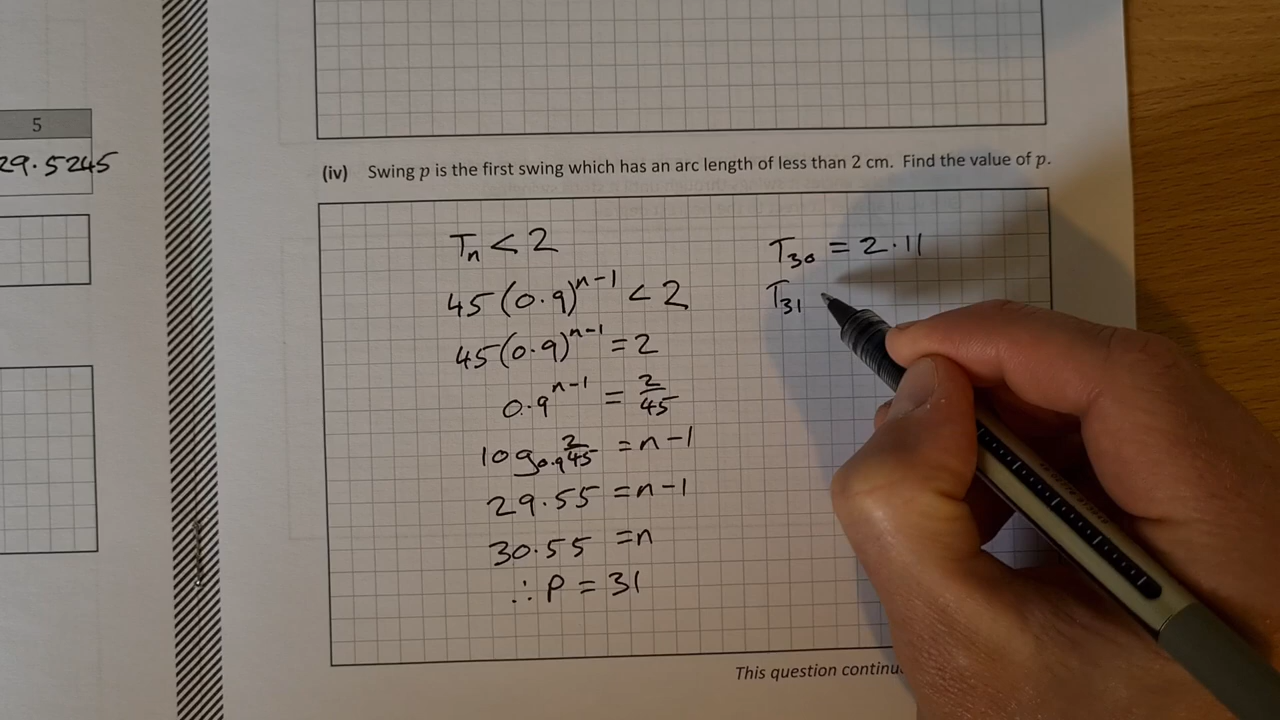 5
29.5245
(iv) Swing p is the first swing which has an arc length of less than 2 cm. Find the value of p.
Tₙ < 2
45(0.9)ⁿ⁻¹ < 2
45(0.9)ⁿ⁻¹ = 2
0.9ⁿ⁻¹ = 2/45
log₀.₉ 2/45 = n-1
29.55 = n-1
30.55 = n
∴ P = 31
T₃₀ = 2.11
T₃₁
This question continu